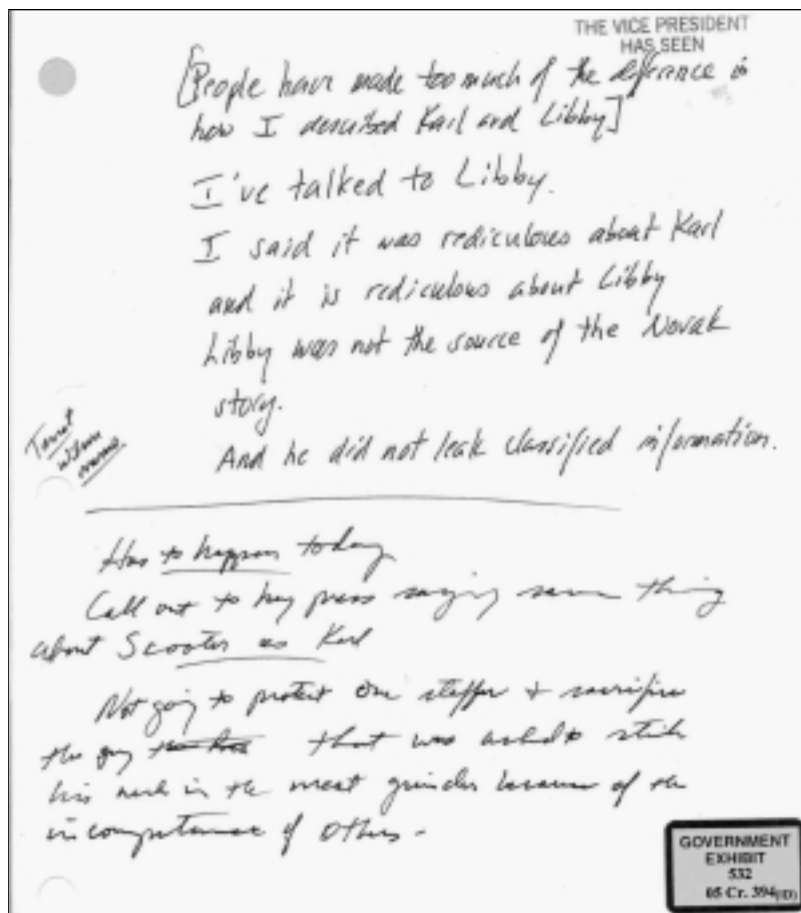 THE VICE PRESIDENT
HAS SEEN
[People have made too much of the deference in
how I described Karl and Libby]
I've talked to Libby.
I said it was rediculous about Karl
and it is rediculous about Libby
Libby was not the source of the Novak
story.
And he did not leak classified information.
Tenet
Wilson
memo
Has to happen today
Call out to key press saying same thing
about Scooter as Karl
Not going to protect one staffer + sacrifice
the guy that was asked to stick
his neck in the meat grinder because of the
incompetence of others -
GOVERNMENT
EXHIBIT
532
05 Cr. 394 (ID)